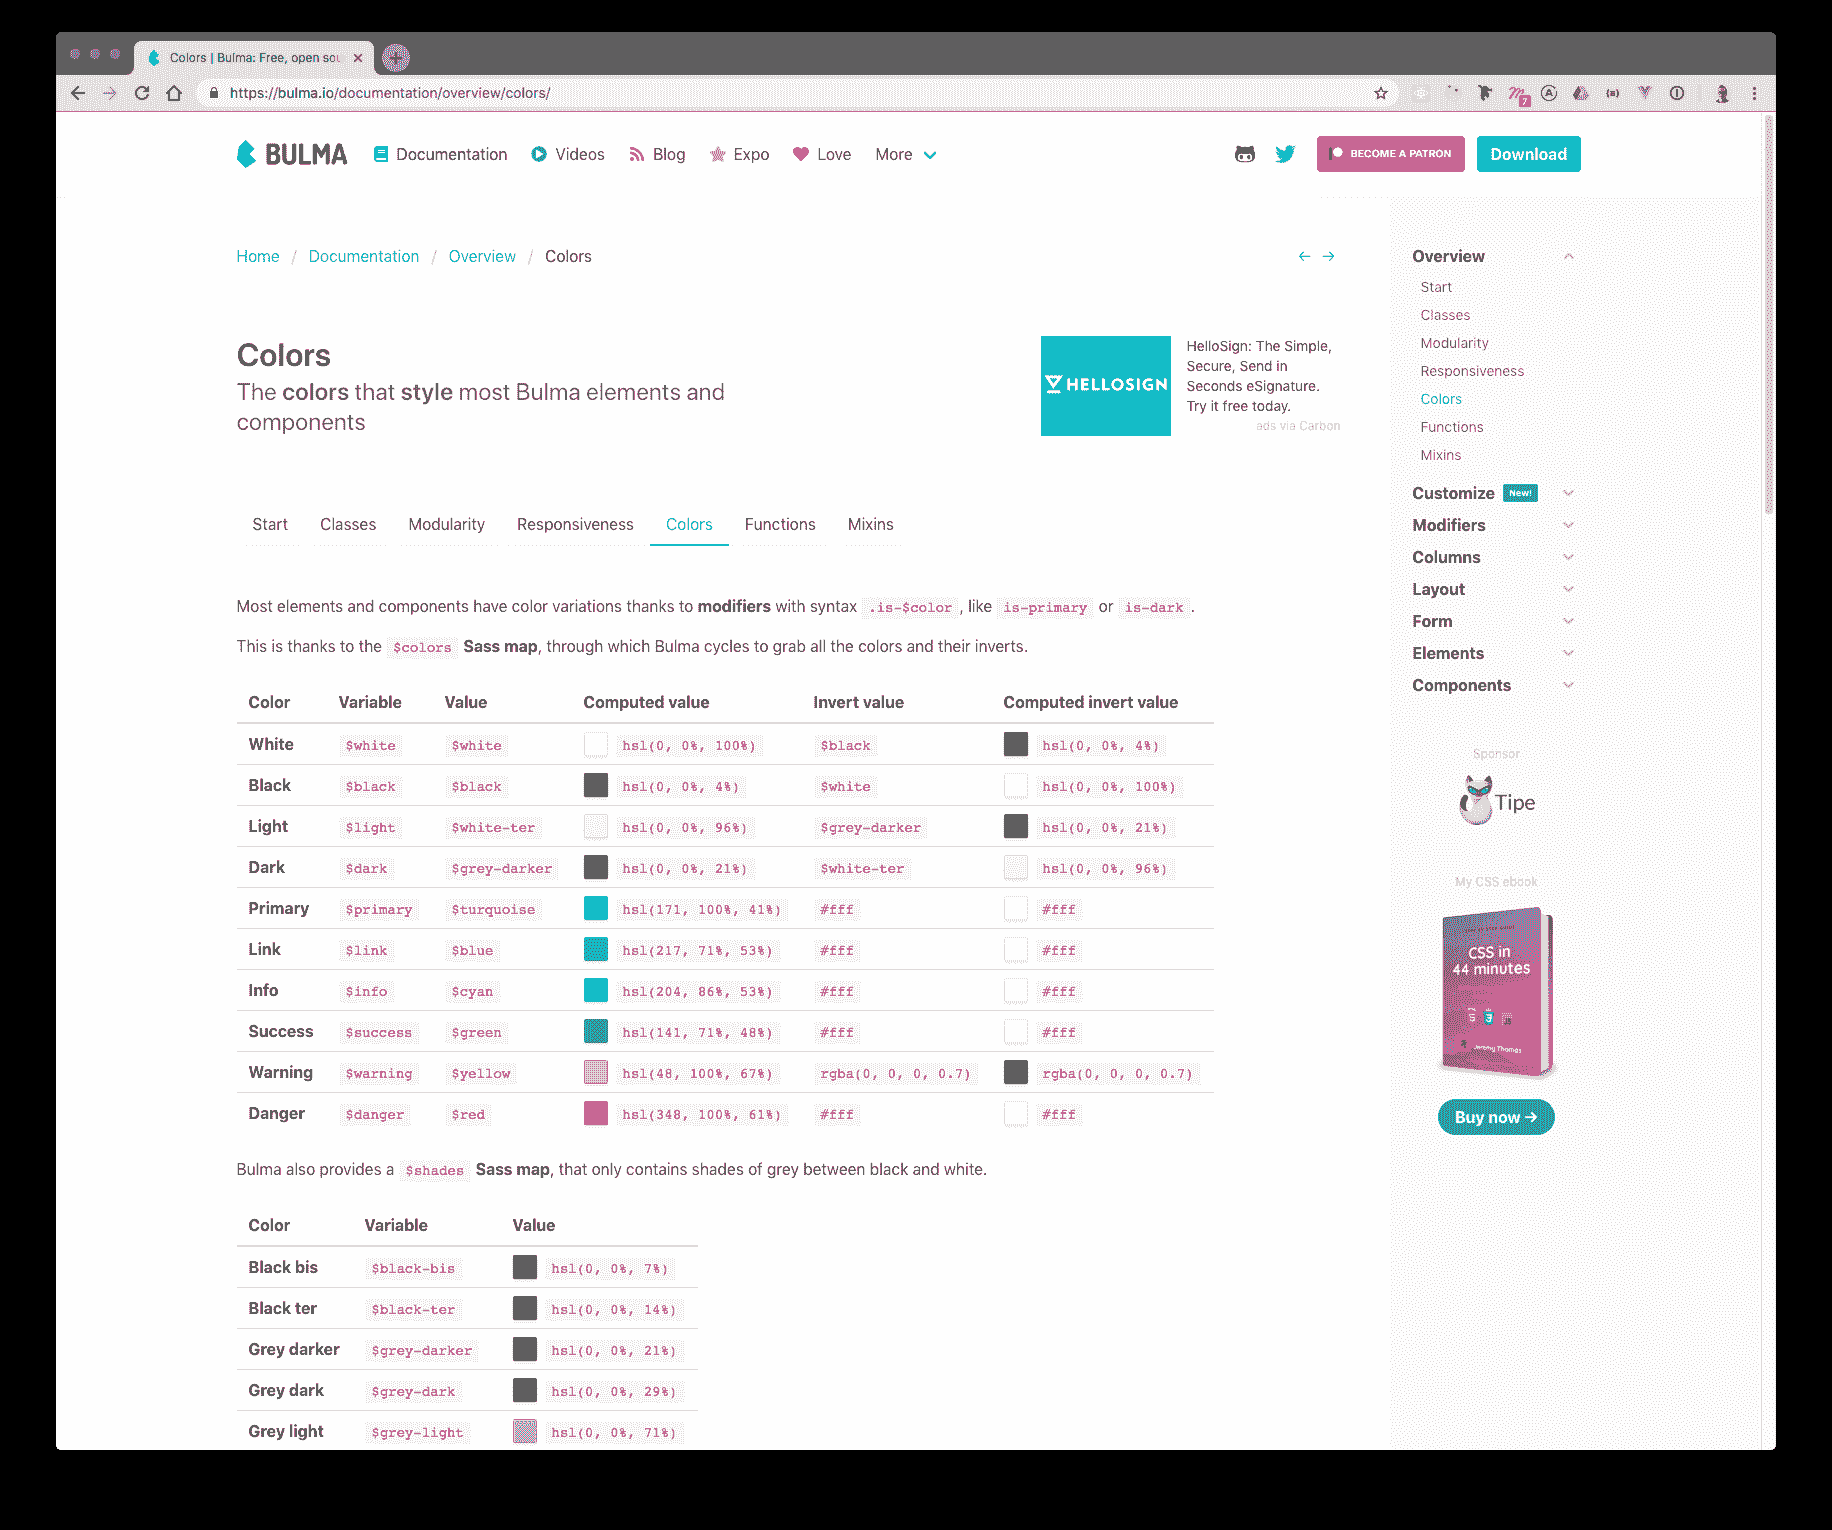 Colors | Bulma: Free, open sou
https://bulma.io/documentation/overview/colors/
7
BULMA Documentation Videos Blog Expo Love More
BECOME A PATRON Download
Home / Documentation / Overview / Colors
← →
Colors
The colors that style most Bulma elements and
components
HELLOSIGN
HelloSign: The Simple,
Secure, Send in
Seconds eSignature.
Try it free today.
ads via Carbon
Start Classes Modularity Responsiveness Colors Functions Mixins
Most elements and components have color variations thanks to modifiers with syntax .is-$color, like is-primary or is-dark.
This is thanks to the $colors Sass map, through which Bulma cycles to grab all the colors and their inverts.
Color Variable Value Computed value Invert value Computed invert value
White $white $white hsl(0, 0%, 100%) $black hsl(0, 0%, 4%)
Black $black $black hsl(0, 0%, 4%) $white hsl(0, 0%, 100%)
Light $light $white-ter hsl(0, 0%, 96%) $grey-darker hsl(0, 0%, 21%)
Dark $dark $grey-darker hsl(0, 0%, 21%) $white-ter hsl(0, 0%, 96%)
Primary $primary $turquoise hsl(171, 100%, 41%) #fff #fff
Link $link $blue hsl(217, 71%, 53%) #fff #fff
Info $info $cyan hsl(204, 86%, 53%) #fff #fff
Success $success $green hsl(141, 71%, 48%) #fff #fff
Warning $warning $yellow hsl(48, 100%, 67%) rgba(0, 0, 0, 0.7) rgba(0, 0, 0, 0.7)
Danger $danger $red hsl(348, 100%, 61%) #fff #fff
Bulma also provides a $shades Sass map, that only contains shades of grey between black and white.
Color Variable Value
Black bis $black-bis hsl(0, 0%, 7%)
Black ter $black-ter hsl(0, 0%, 14%)
Grey darker $grey-darker hsl(0, 0%, 21%)
Grey dark $grey-dark hsl(0, 0%, 29%)
Grey light $grey-light hsl(0, 0%, 71%)
Overview
Start
Classes
Modularity
Responsiveness
Colors
Functions
Mixins
Customize New!
Modifiers
Columns
Layout
Form
Elements
Components
Sponsor
Tipe
My CSS ebook
CSS in
44 minutes
5 3
Jeremy Thomas
Buy now →